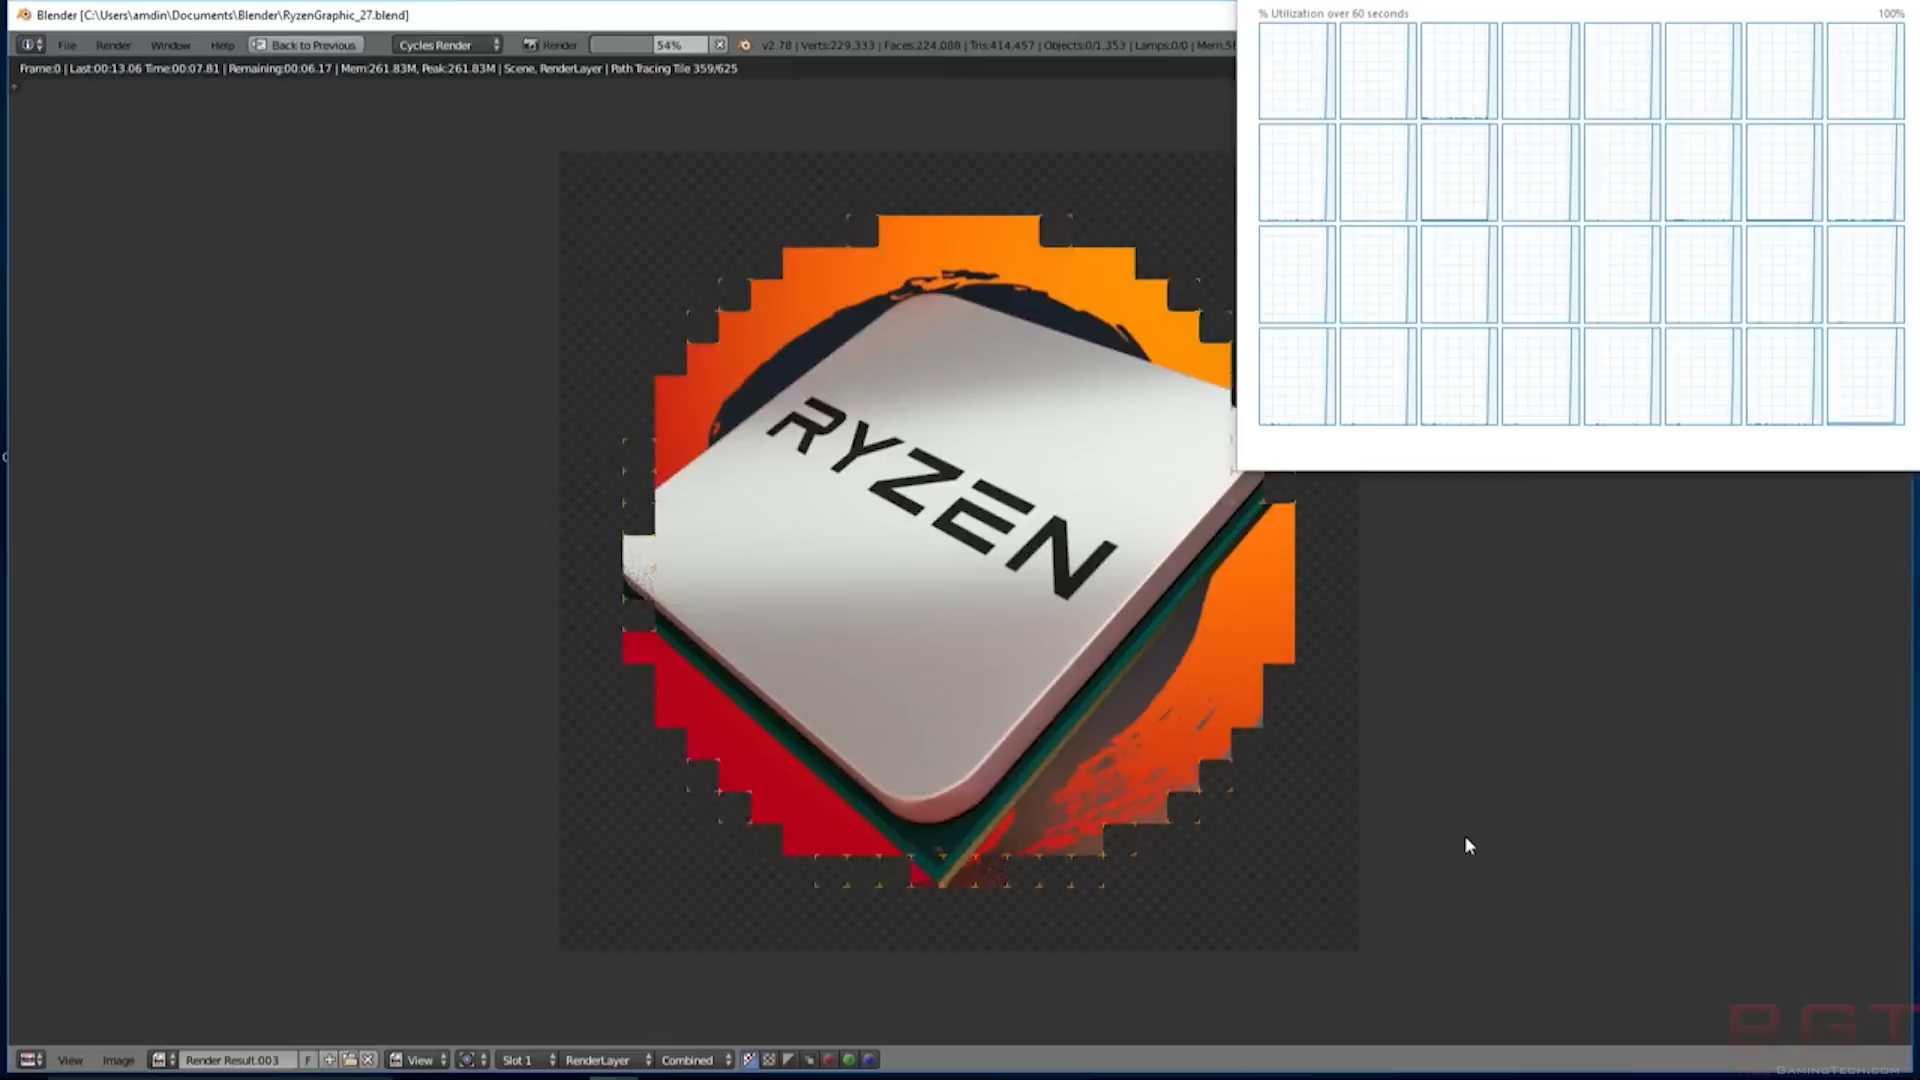 Blender [C:\Users\amdin\Documents\Blender\RyzenGraphic_27.blend]
% Utilization over 60 seconds
100%
File
Render
Window
Help
Back to Previous
Cycles Render
Render
54%
v2.78 | Verts:229,333 | Faces:224,088 | Tris:414,457 | Objects:0/1,353 | Lamps:0/0 | Mem:5
Frame:0 | Last:00:13.06 Time:00:07.81 | Remaining:00:06.17 | Mem:261.83M, Peak:261.83M | Scene, RenderLayer | Path Tracing Tile 359/625
RYZEN
RGT
GAMINGTECH.COM
View
Image
Render Result.003
F
View
Slot 1
RenderLayer
Combined